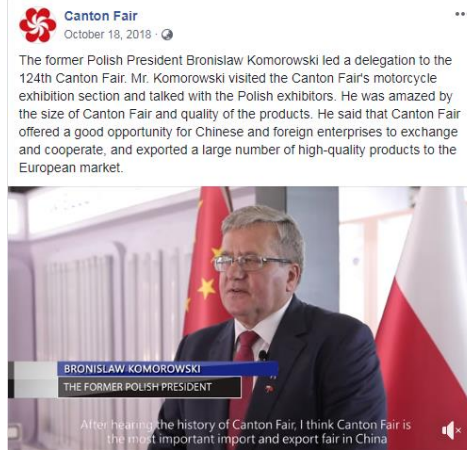 Canton Fair
October 18, 2018 ·
The former Polish President Bronislaw Komorowski led a delegation to the
124th Canton Fair. Mr. Komorowski visited the Canton Fair's motorcycle
exhibition section and talked with the Polish exhibitors. He was amazed by
the size of Canton Fair and quality of the products. He said that Canton Fair
offered a good opportunity for Chinese and foreign enterprises to exchange
and cooperate, and exported a large number of high-quality products to the
European market.
BRONISLAW KOMOROWSKI
THE FORMER POLISH PRESIDENT
After hearing the history of Canton Fair, I think Canton Fair is
the most important import and export fair in China